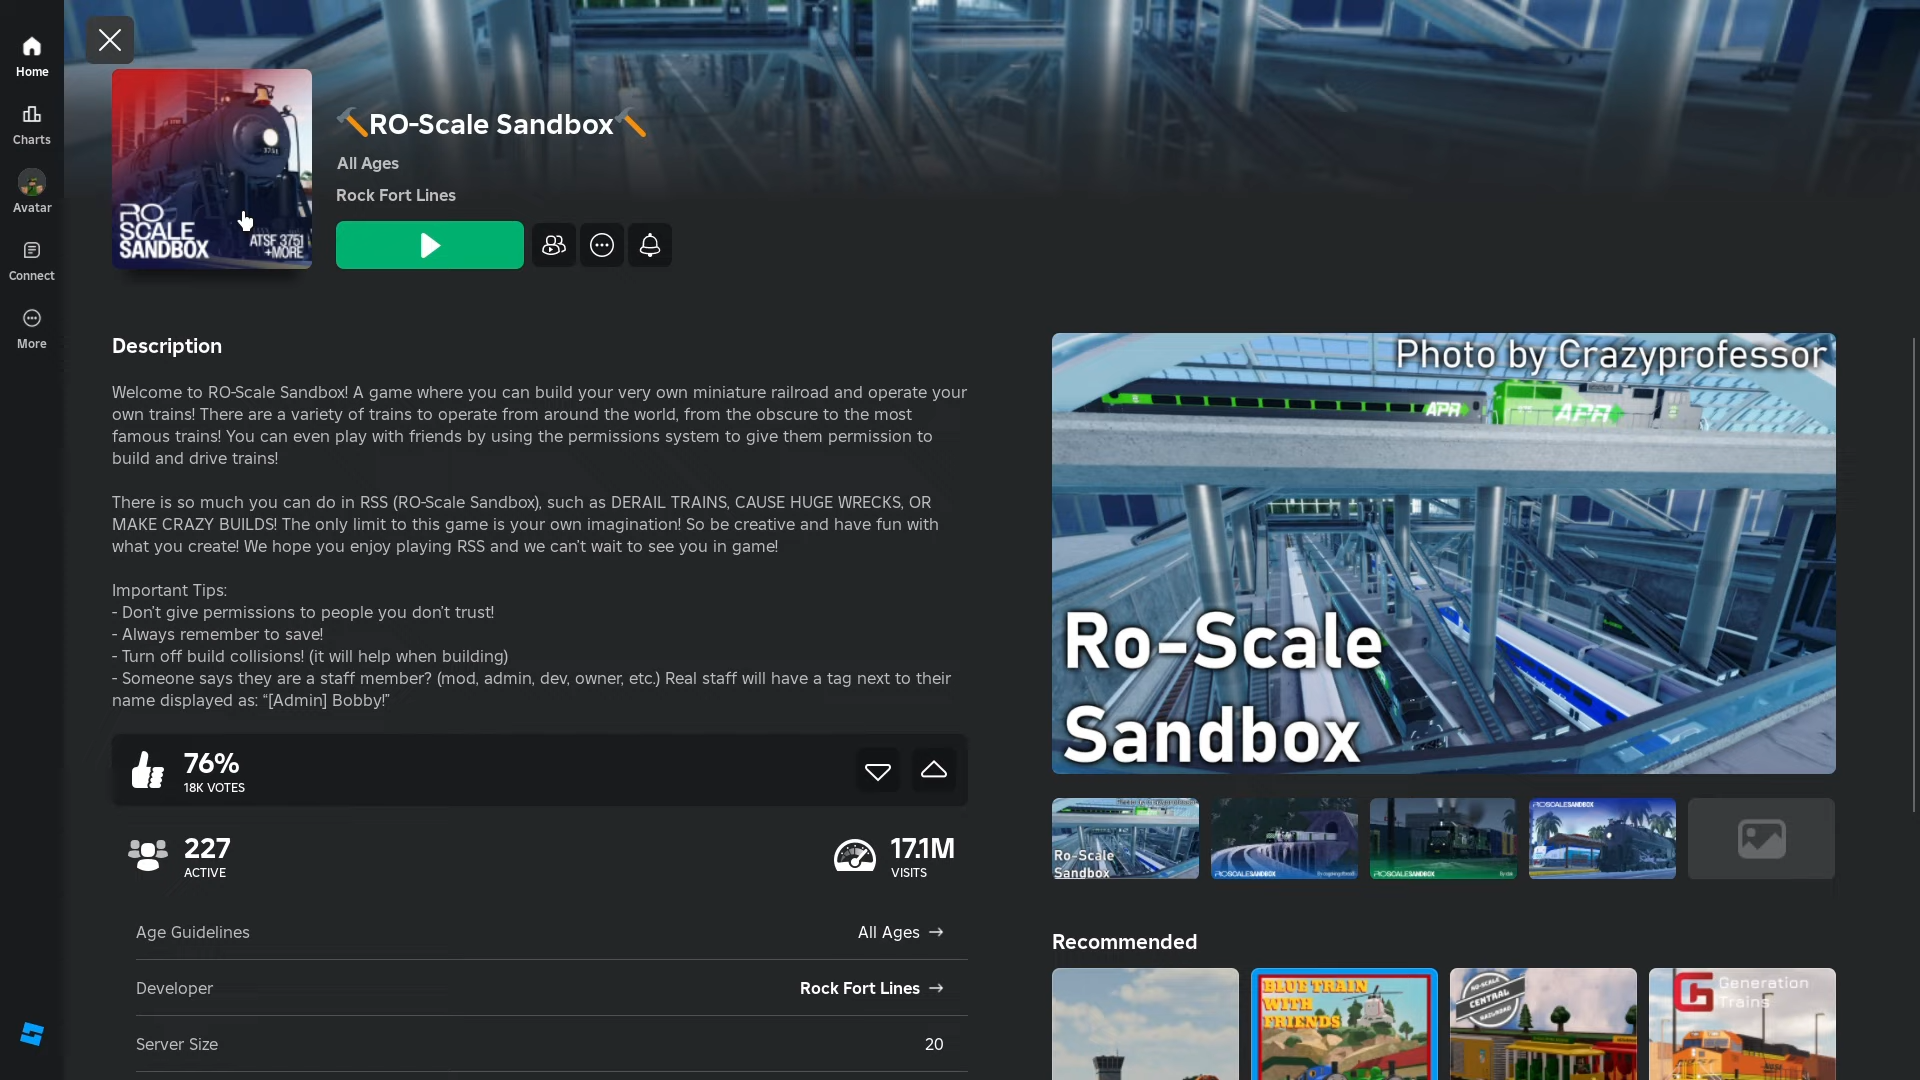 Home
Charts
Avatar
Connect
More
RO
SCALE
SANDBOX
ATSF 3751
+MORE
3751
🔨RO-Scale Sandbox🔨
All Ages
Rock Fort Lines
Description
Welcome to RO-Scale Sandbox! A game where you can build your very own miniature railroad and operate your
own trains! There are a variety of trains to operate from around the world, from the obscure to the most
famous trains! You can even play with friends by using the permissions system to give them permission to
build and drive trains!
There is so much you can do in RSS (RO-Scale Sandbox), such as DERAIL TRAINS, CAUSE HUGE WRECKS, OR
MAKE CRAZY BUILDS! The only limit to this game is your own imagination! So be creative and have fun with
what you create! We hope you enjoy playing RSS and we can't wait to see you in game!
Important Tips:
- Don't give permissions to people you don't trust!
- Always remember to save!
- Turn off build collisions! (it will help when building)
- Someone says they are a staff member? (mod, admin, dev, owner, etc.) Real staff will have a tag next to their
name displayed as: “[Admin] Bobby!”
76%
18K VOTES
227
ACTIVE
17.1M
VISITS
Age Guidelines
All Ages
Developer
Rock Fort Lines
Server Size
20
Photo by Crazyprofessor
APR
APR
Ro-Scale
Sandbox
Ro-Scale
Sandbox
ROSCALESANDBOX
ROSCALESANDBOX
ROSCALESANDBOX
Recommended
BLUE TRAIN
WITH
FRIENDS
RO-SCALE
CENTRAL
RAILROAD
Generation
Trains